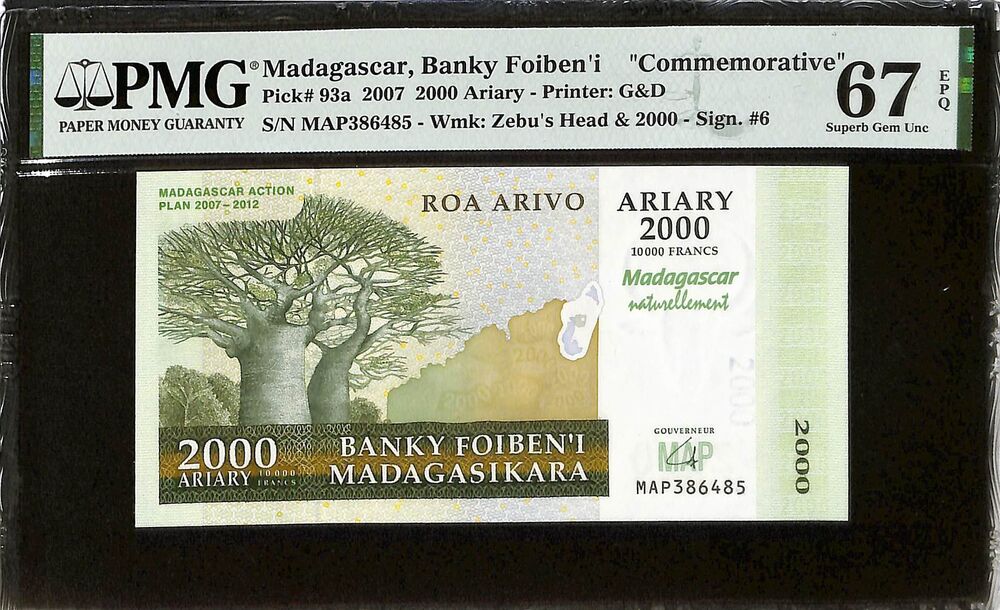 PMG® Madagascar, Banky Foiben'i "Commemorative"
Pick# 93a 2007 2000 Ariary - Printer: G&D
PAPER MONEY GUARANTY S/N MAP386485 - Wmk: Zebu's Head & 2000 - Sign. #6
67 EPQ
Superb Gem Unc
MADAGASCAR ACTION
PLAN 2007-2012
ROA ARIVO
ARIARY
2000
10000 FRANCS
Madagascar
naturellement
2000
2000
ARIARY 10000
FRANCS
BANKY FOIBEN'I
MADAGASIKARA
GOUVERNEUR
MAP
MAP386485
2000